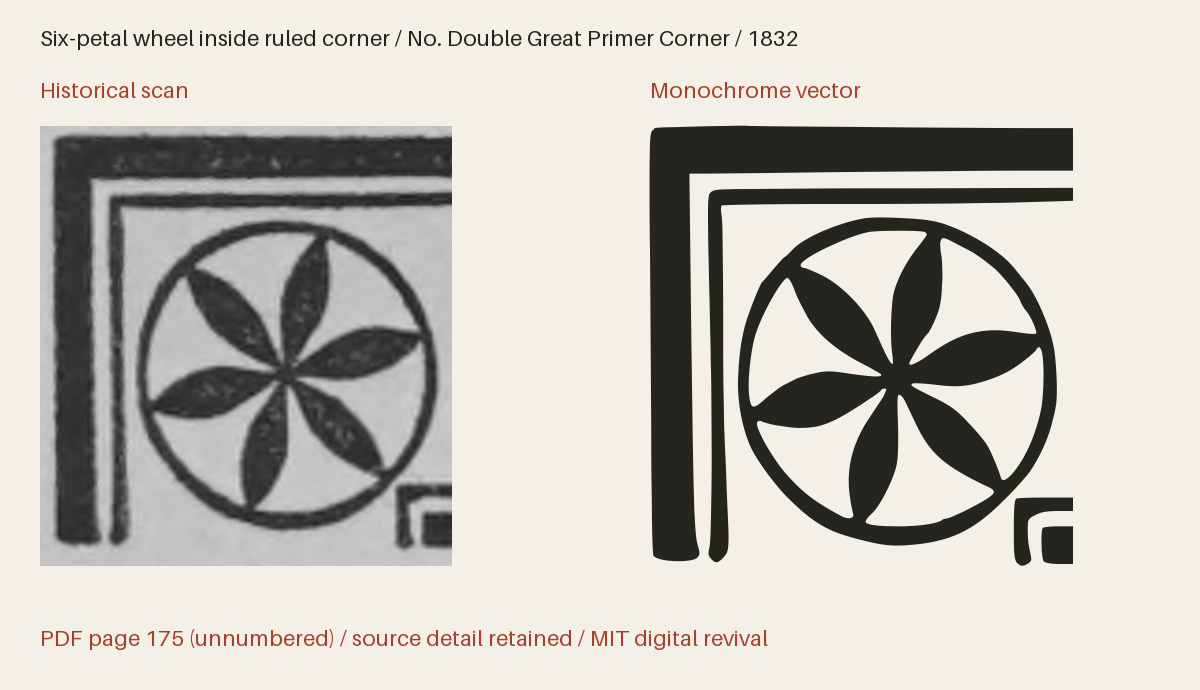 Six-petal wheel inside ruled corner / No. Double Great Primer Corner / 1832
Historical scan
Monochrome vector
PDF page 175 (unnumbered) / source detail retained / MIT digital revival